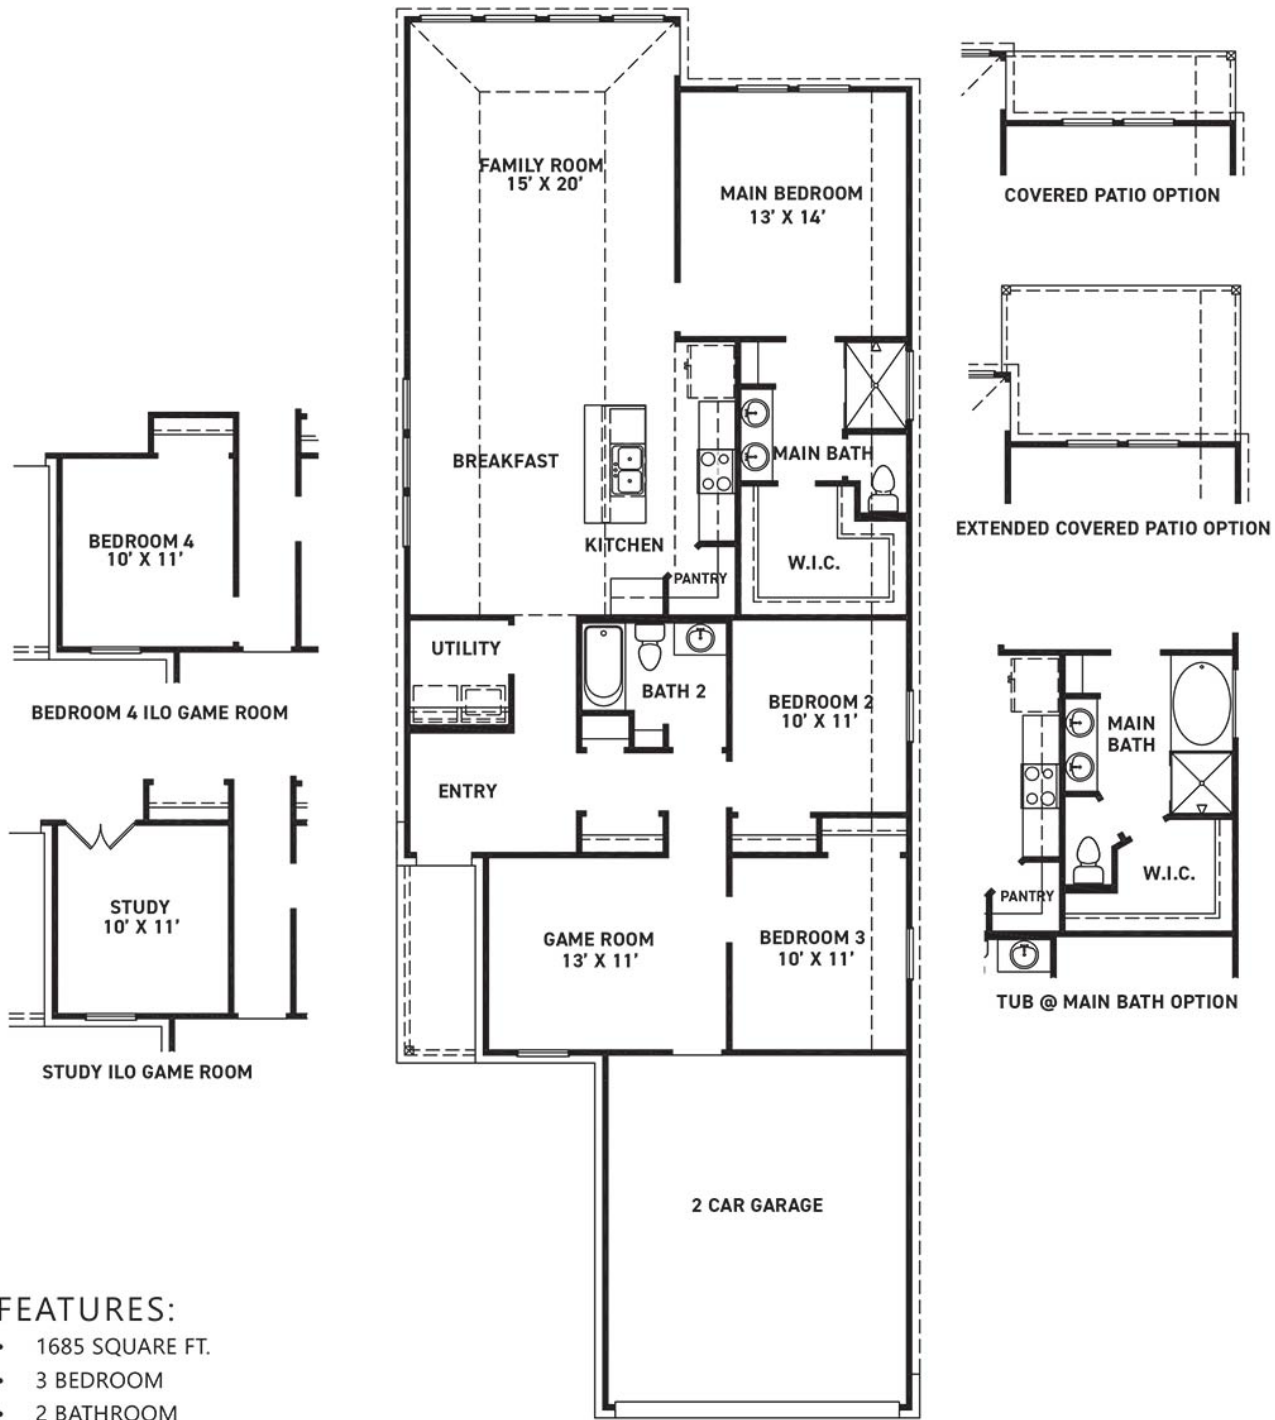 FAMILY ROOM
15' X 20'
MAIN BEDROOM
13' X 14'
BREAKFAST
KITCHEN
MAIN BATH
PANTRY
W.I.C.
UTILITY
BATH 2
BEDROOM 2
10' X 11'
ENTRY
GAME ROOM
13' X 11'
BEDROOM 3
10' X 11'
2 CAR GARAGE
BEDROOM 4
10' X 11'
BEDROOM 4 ILO GAME ROOM
STUDY
10' X 11'
STUDY ILO GAME ROOM
COVERED PATIO OPTION
EXTENDED COVERED PATIO OPTION
MAIN
BATH
W.I.C.
PANTRY
TUB @ MAIN BATH OPTION
FEATURES:
• 1685 SQUARE FT.
• 3 BEDROOM
• 2 BATHROOM